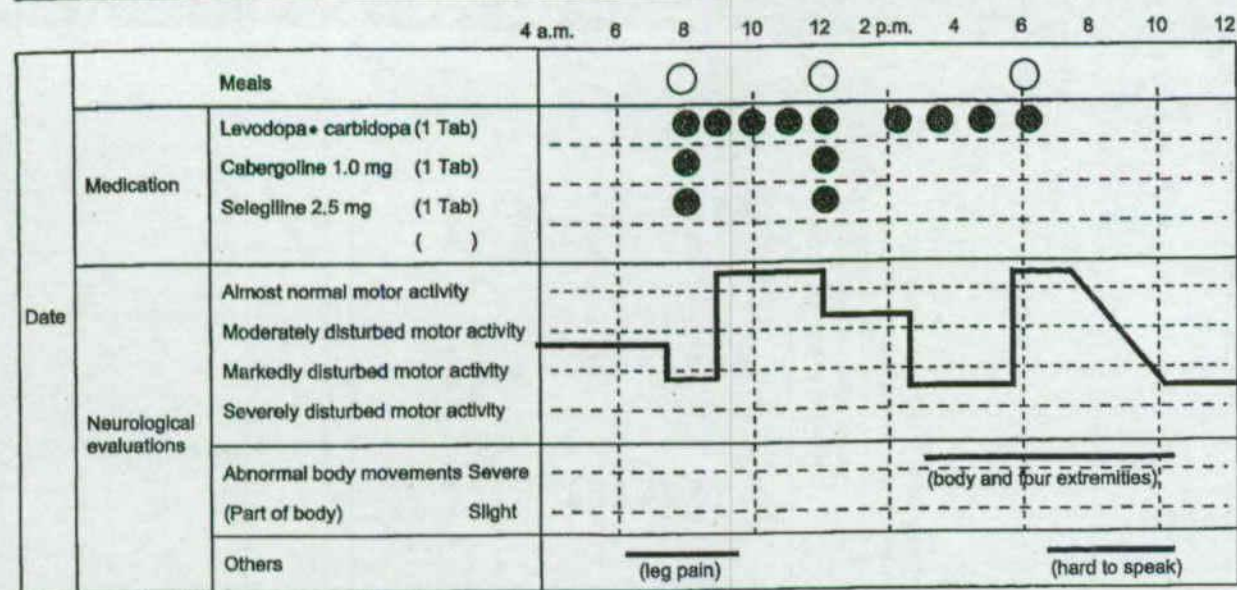 4 a.m. 6 8 10 12 2 p.m. 4 6 8 10 12
Meals
Levodopa • carbidopa (1 Tab)
Cabergoline 1.0 mg (1 Tab)
Medication
Selegiline 2.5 mg (1 Tab)
( )
Almost normal motor activity
Date
Moderately disturbed motor activity
Markedly disturbed motor activity
Severely disturbed motor activity
Neurological
evaluations
Abnormal body movements Severe
(body and four extremities)
(Part of body) Slight
Others
(leg pain)
(hard to speak)